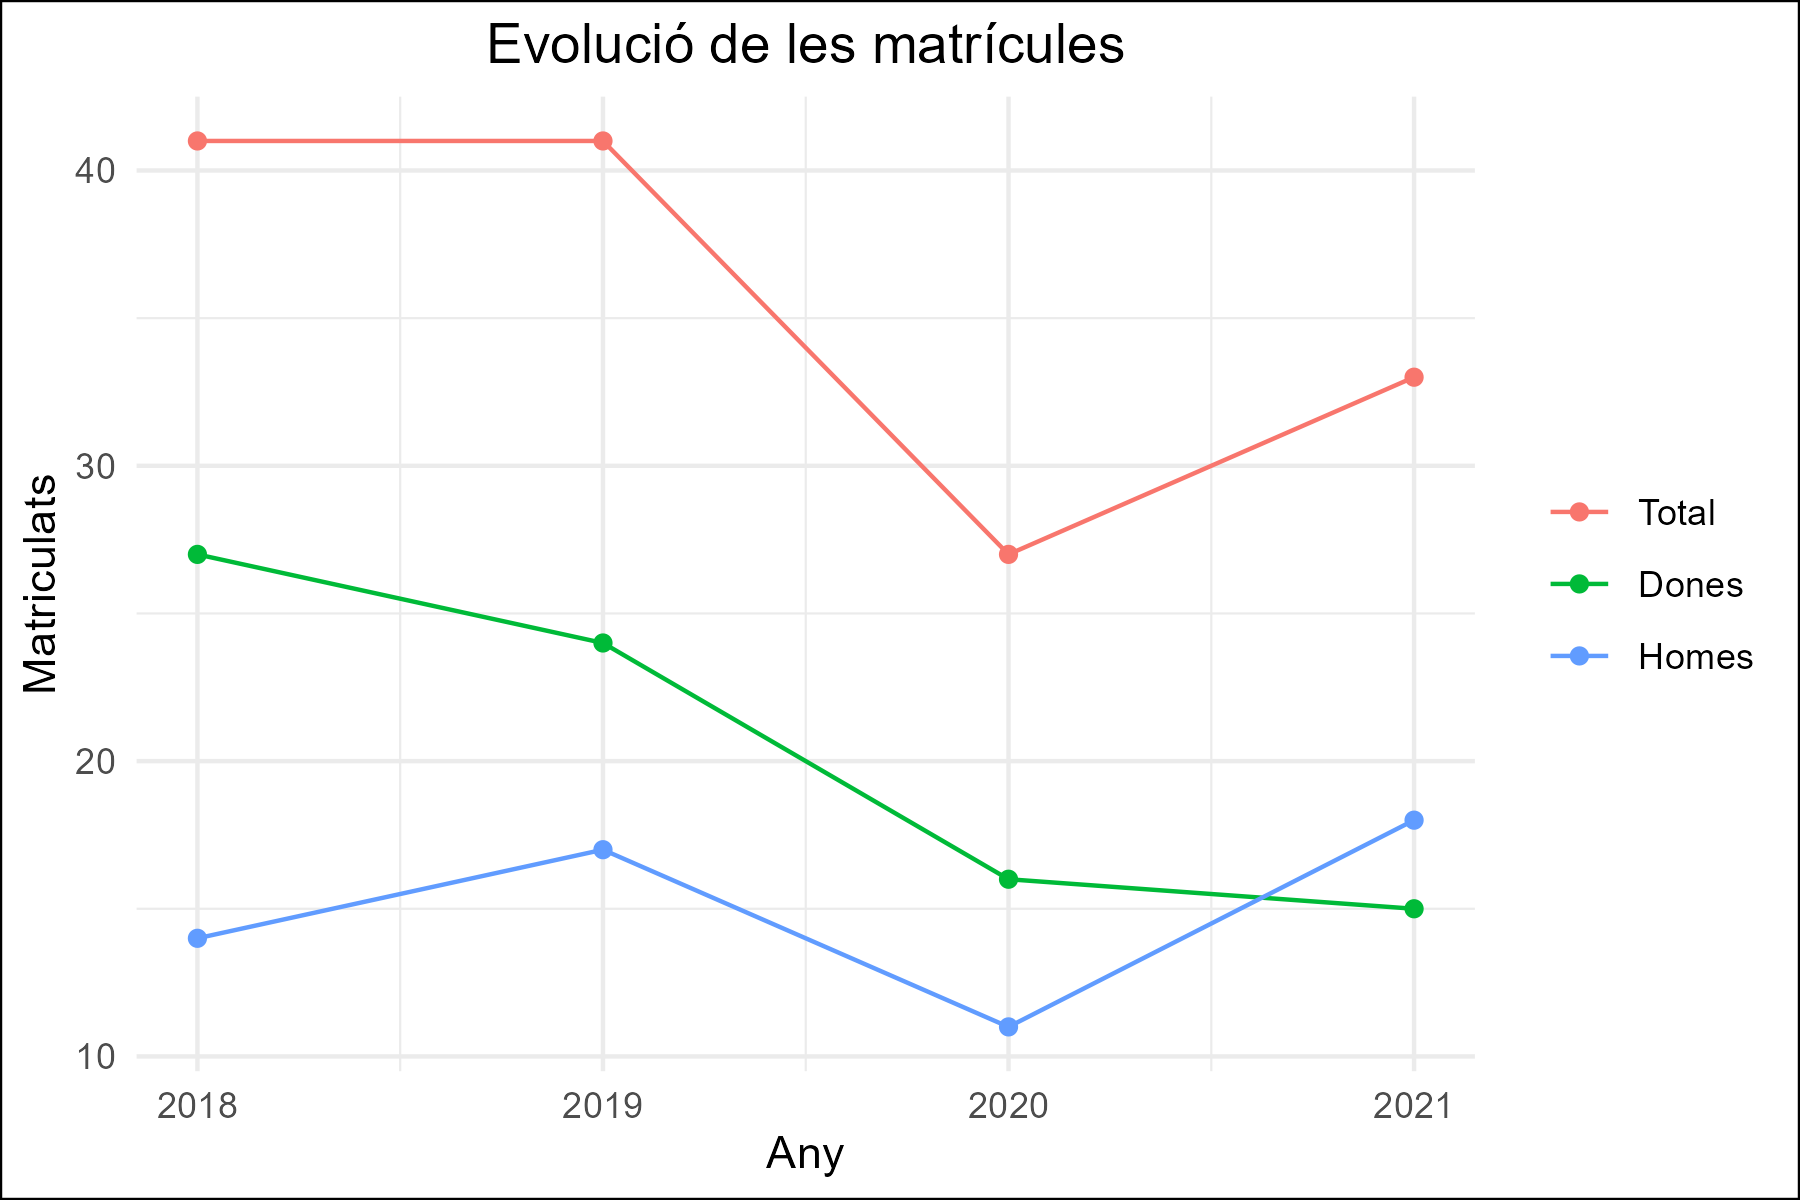 Evolució de les matrícules
40
30
20
10
Matriculats
2018 2019 2020 2021
Any
Total
Dones
Homes